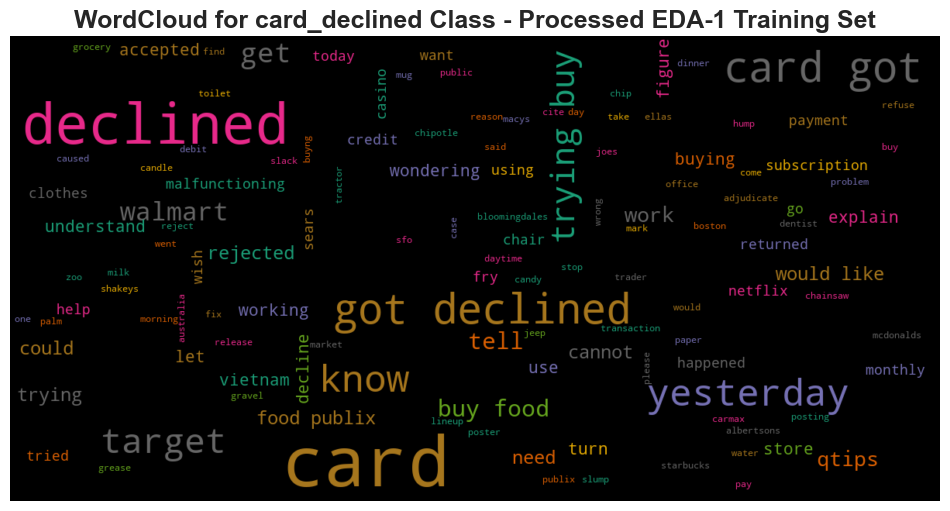 WordCloud for card_declined Class - Processed EDA-1 Training Set
grocery
accepted
find
get
today
want
figure
dinner
card got
casino
mug
public
trying buy
toilet
chip
refuse
declined
cite
day
take
ellas
reason
macys
payment
hump
credit
chipotle
said
buyng
debit
caused
slack
joes
buy
candle
tractor
wondering
using
buying
come
subscription
malfunctioning
office
problem
clothes
adjudicate
walmart
sears
bloomingdales
wrong
work
go
explain
understand
reject
case
mark
boston
dentist
sfo
chair
went
rejected
returned
wish
daytime
stop
zoo
milk
fry
candy
trader
would like
shakeys
netflix
chainsaw
help
working
got declined
would
one
palm
morning
australia
fix
release
jeep
transaction
could
market
tell
paper
mcdonalds
let
cannot
decline
happened
vietnam
know
use
please
monthly
trying
gravel
yesterday
buy food
food publix
lineup
carmax
posting
poster
albertsons
target
card
turn
water
store
tried
need
qtips
grease
starbucks
publix
slump
pay